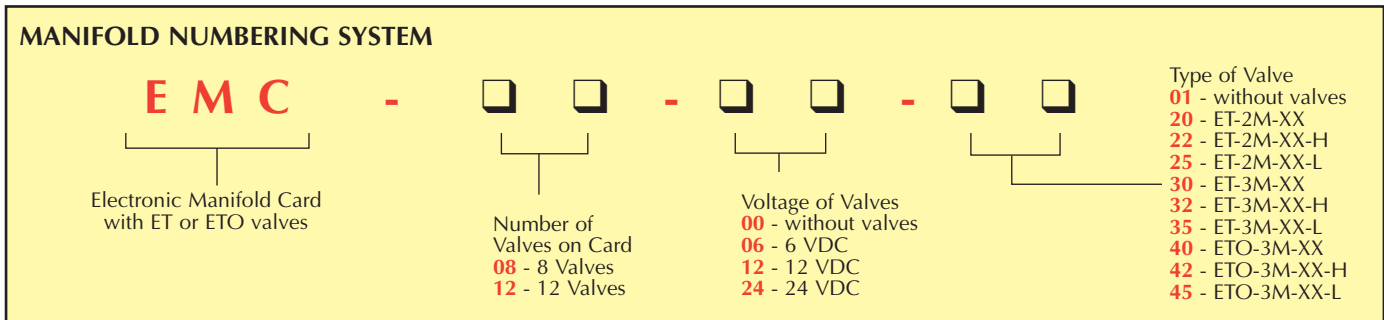 MANIFOLD NUMBERING SYSTEM
E M C - ❑ ❑ - ❑ ❑ - ❑ ❑
Electronic Manifold Card
with ET or ETO valves
Number of
Valves on Card
08 - 8 Valves
12 - 12 Valves
Voltage of Valves
00 - without valves
06 - 6 VDC
12 - 12 VDC
24 - 24 VDC
Type of Valve
01 - without valves
20 - ET-2M-XX
22 - ET-2M-XX-H
25 - ET-2M-XX-L
30 - ET-3M-XX
32 - ET-3M-XX-H
35 - ET-3M-XX-L
40 - ETO-3M-XX
42 - ETO-3M-XX-H
45 - ETO-3M-XX-L